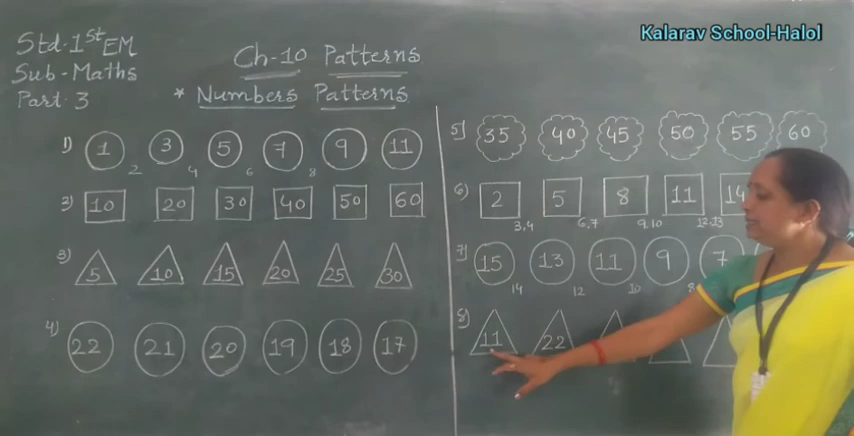 Kalarav School-Halol
Std-1st EM
Sub-Maths
Part-3
Ch-10 Patterns
* Numbers Patterns
1) 1 3 5 7 9 11
2 4 6 8
2) 10 20 30 40 50 60
3) 5 10 15 20 25 30
4) 22 21 20 19 18 17
5) 35 40 45 50 55 60
6) 2 5 8 11 14
3,4 6,7 9,10 12,13
7) 15 13 11 9 7
14 12 10 8
8) 11 22